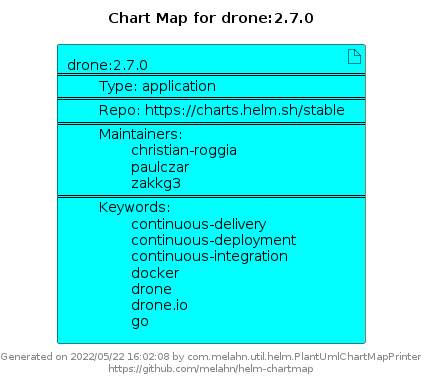 Chart Map for drone:2.7.0
drone:2.7.0
Type: application
Repo: https://charts.helm.sh/stable
Maintainers:
christian-roggia
paulczar
zakkg3
Keywords:
continuous-delivery
continuous-deployment
continuous-integration
docker
drone
drone.io
go
Generated on 2022/05/22 16:02:08 by com.melahn.util.helm.PlantUmlChartMapPrinter
https://github.com/melahn/helm-chartmap